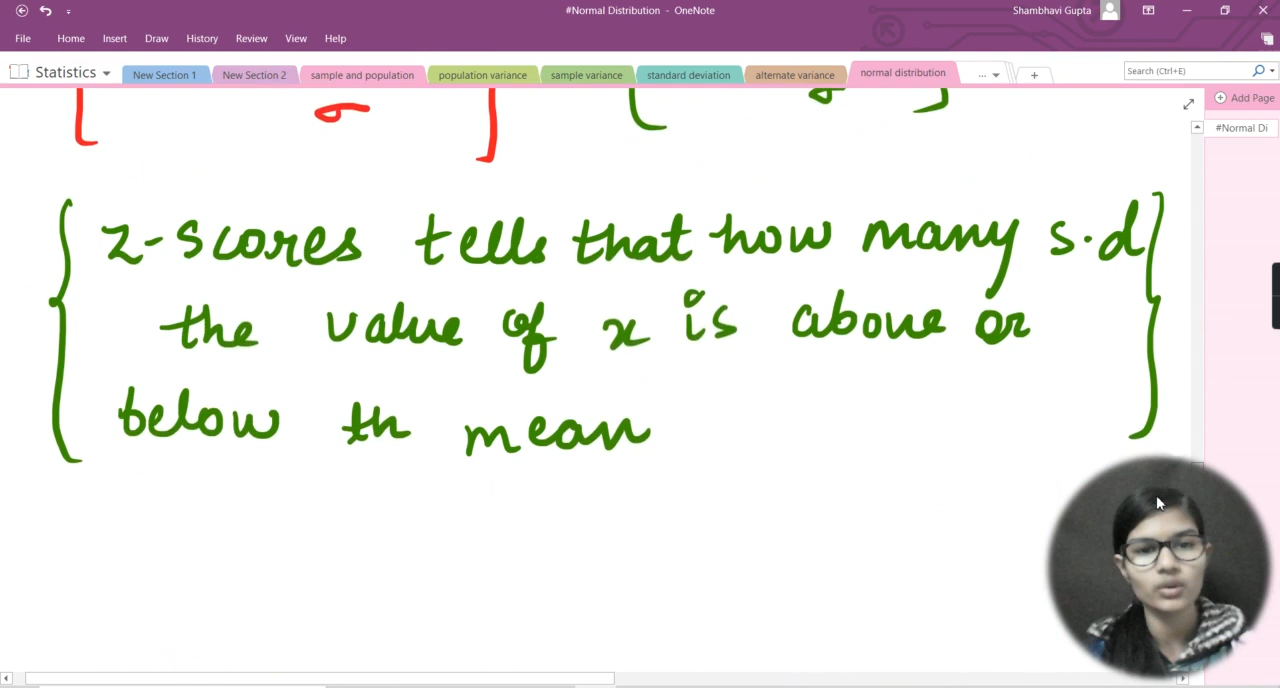 #Normal Distribution - OneNote
Shambhavi Gupta
File Home Insert Draw History Review View Help
Statistics New Section 1 New Section 2 sample and population population variance sample variance standard deviation alternate variance normal distribution ... + Search (Ctrl+E)
Add Page
#Normal Di
σ
z-scores tells that how many s.d
the value of x is above or
below th mean